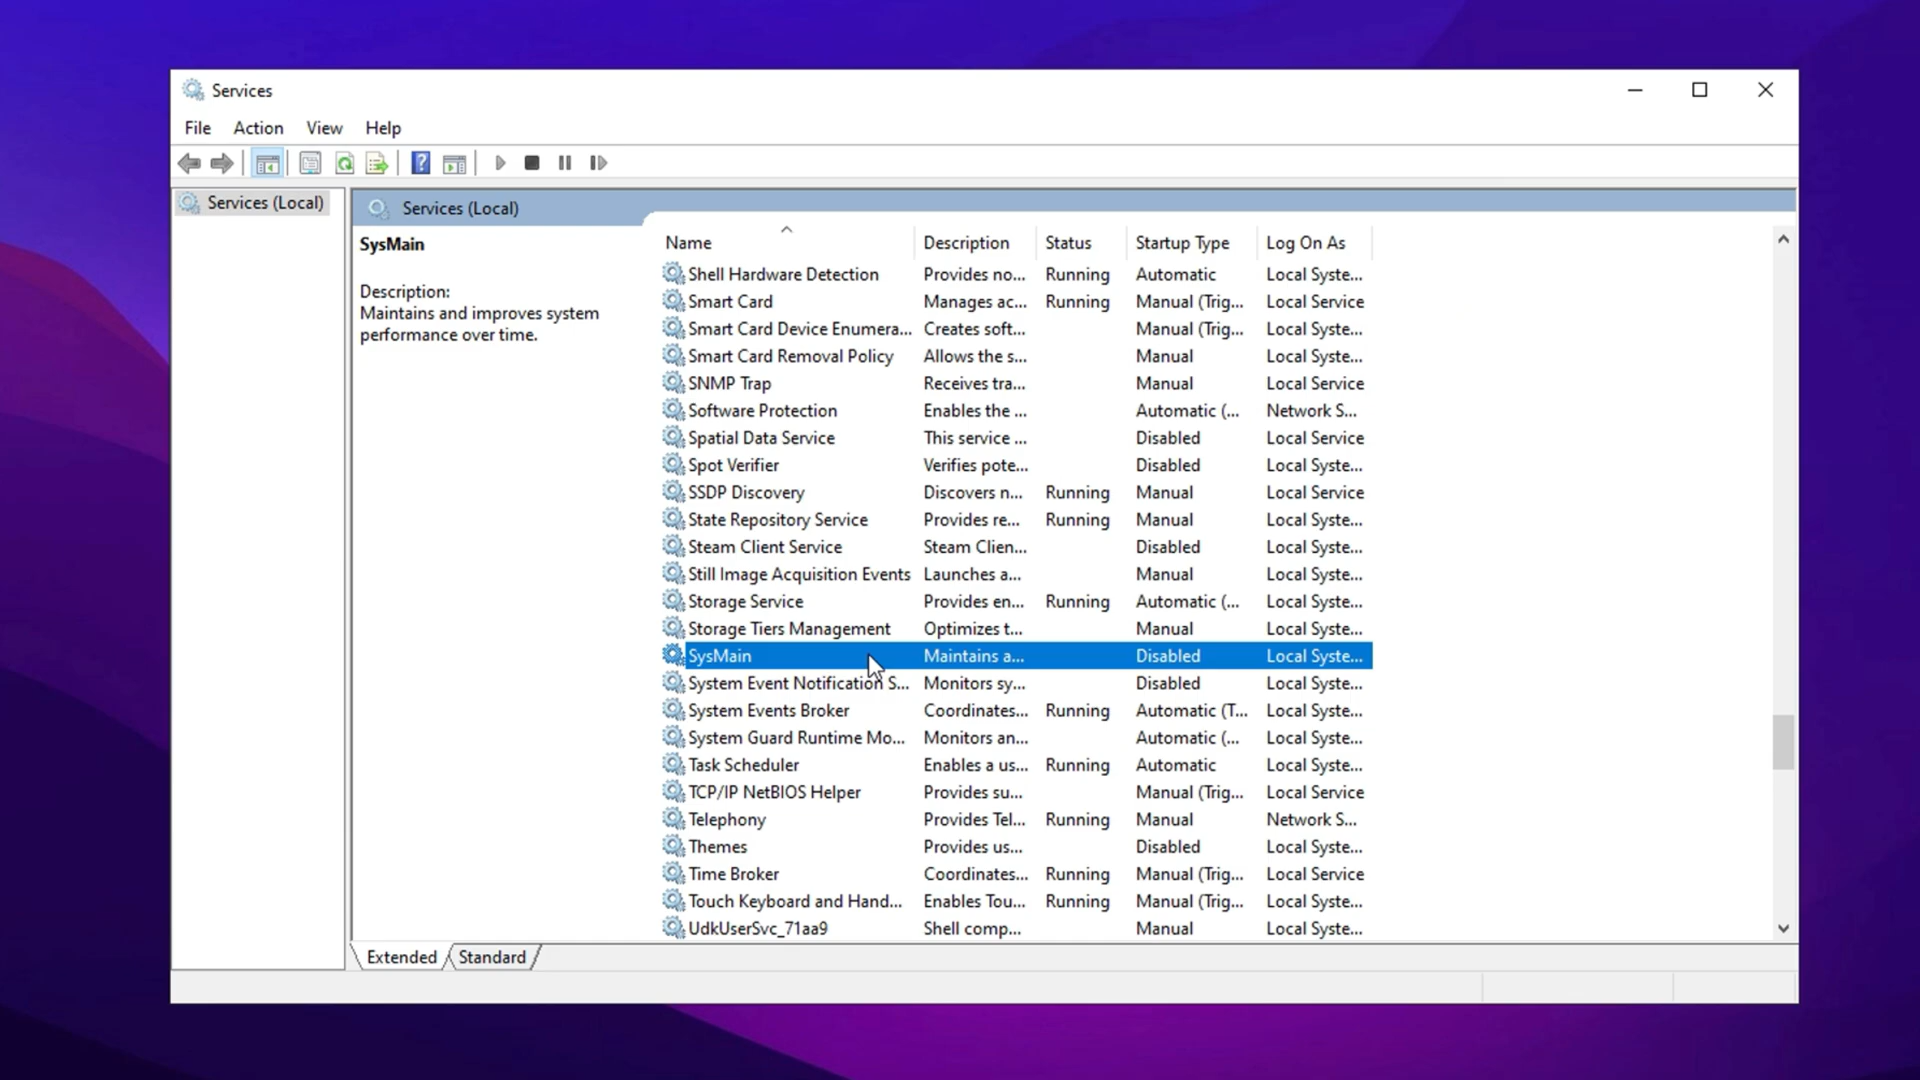 Services
File Action View Help
Services (Local)
Services (Local)
SysMain
Description:
Maintains and improves system
performance over time.
Name Description Status Startup Type Log On As
Shell Hardware Detection Provides no... Running Automatic Local Syste...
Smart Card Manages ac... Running Manual (Trig... Local Service
Smart Card Device Enumera... Creates soft... Manual (Trig... Local Syste...
Smart Card Removal Policy Allows the s... Manual Local Syste...
SNMP Trap Receives tra... Manual Local Service
Software Protection Enables the ... Automatic (... Network S...
Spatial Data Service This service ... Disabled Local Service
Spot Verifier Verifies pote... Disabled Local Syste...
SSDP Discovery Discovers n... Running Manual Local Service
State Repository Service Provides re... Running Manual Local Syste...
Steam Client Service Steam Clien... Disabled Local Syste...
Still Image Acquisition Events Launches a... Manual Local Syste...
Storage Service Provides en... Running Automatic (... Local Syste...
Storage Tiers Management Optimizes t... Manual Local Syste...
SysMain Maintains a... Disabled Local Syste...
System Event Notification S... Monitors sy... Disabled Local Syste...
System Events Broker Coordinates... Running Automatic (T... Local Syste...
System Guard Runtime Mo... Monitors an... Automatic (... Local Syste...
Task Scheduler Enables a us... Running Automatic Local Syste...
TCP/IP NetBIOS Helper Provides su... Manual (Trig... Local Service
Telephony Provides Tel... Running Manual Network S...
Themes Provides us... Disabled Local Syste...
Time Broker Coordinates... Running Manual (Trig... Local Service
Touch Keyboard and Hand... Enables Tou... Running Manual (Trig... Local Syste...
UdkUserSvc_71aa9 Shell comp... Manual Local Syste...
Extended Standard